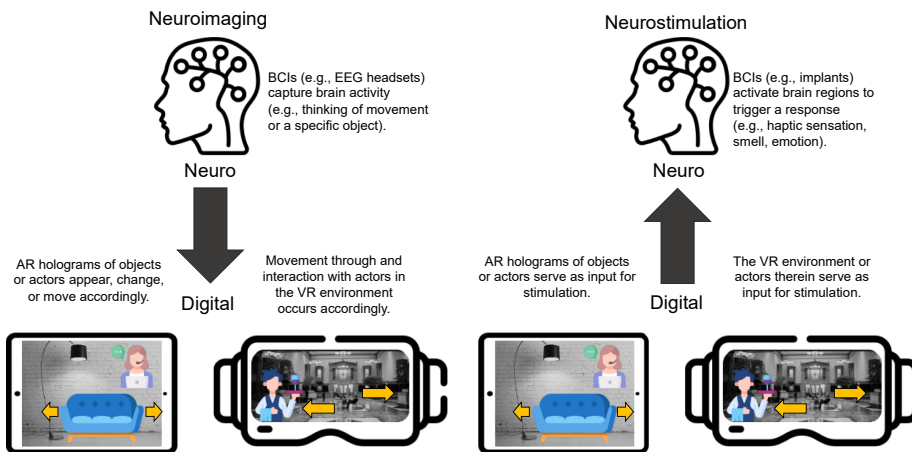 Neuroimaging
BCIs (e.g., EEG headsets)
capture brain activity
(e.g., thinking of movement
or a specific object).
Neuro
AR holograms of objects
or actors appear, change,
or move accordingly.
Movement through and
interaction with actors in
the VR environment
occurs accordingly.
Digital
Neurostimulation
BCIs (e.g., implants)
activate brain regions to
trigger a response
(e.g., haptic sensation,
smell, emotion).
Neuro
AR holograms of objects
or actors serve as input for
stimulation.
The VR environment or
actors therein serve as
input for stimulation.
Digital